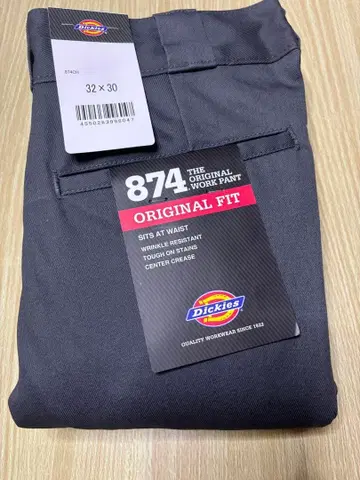 Dickies
32×30
874
THE
ORIGINAL
WORK PANT
ORIGINAL FIT
SITS AT WAIST
WRINKLE RESISTANT
TOUGH ON STAINS
CENTER CREASE
Dickies
QUALITY WORKWEAR SINCE 1922